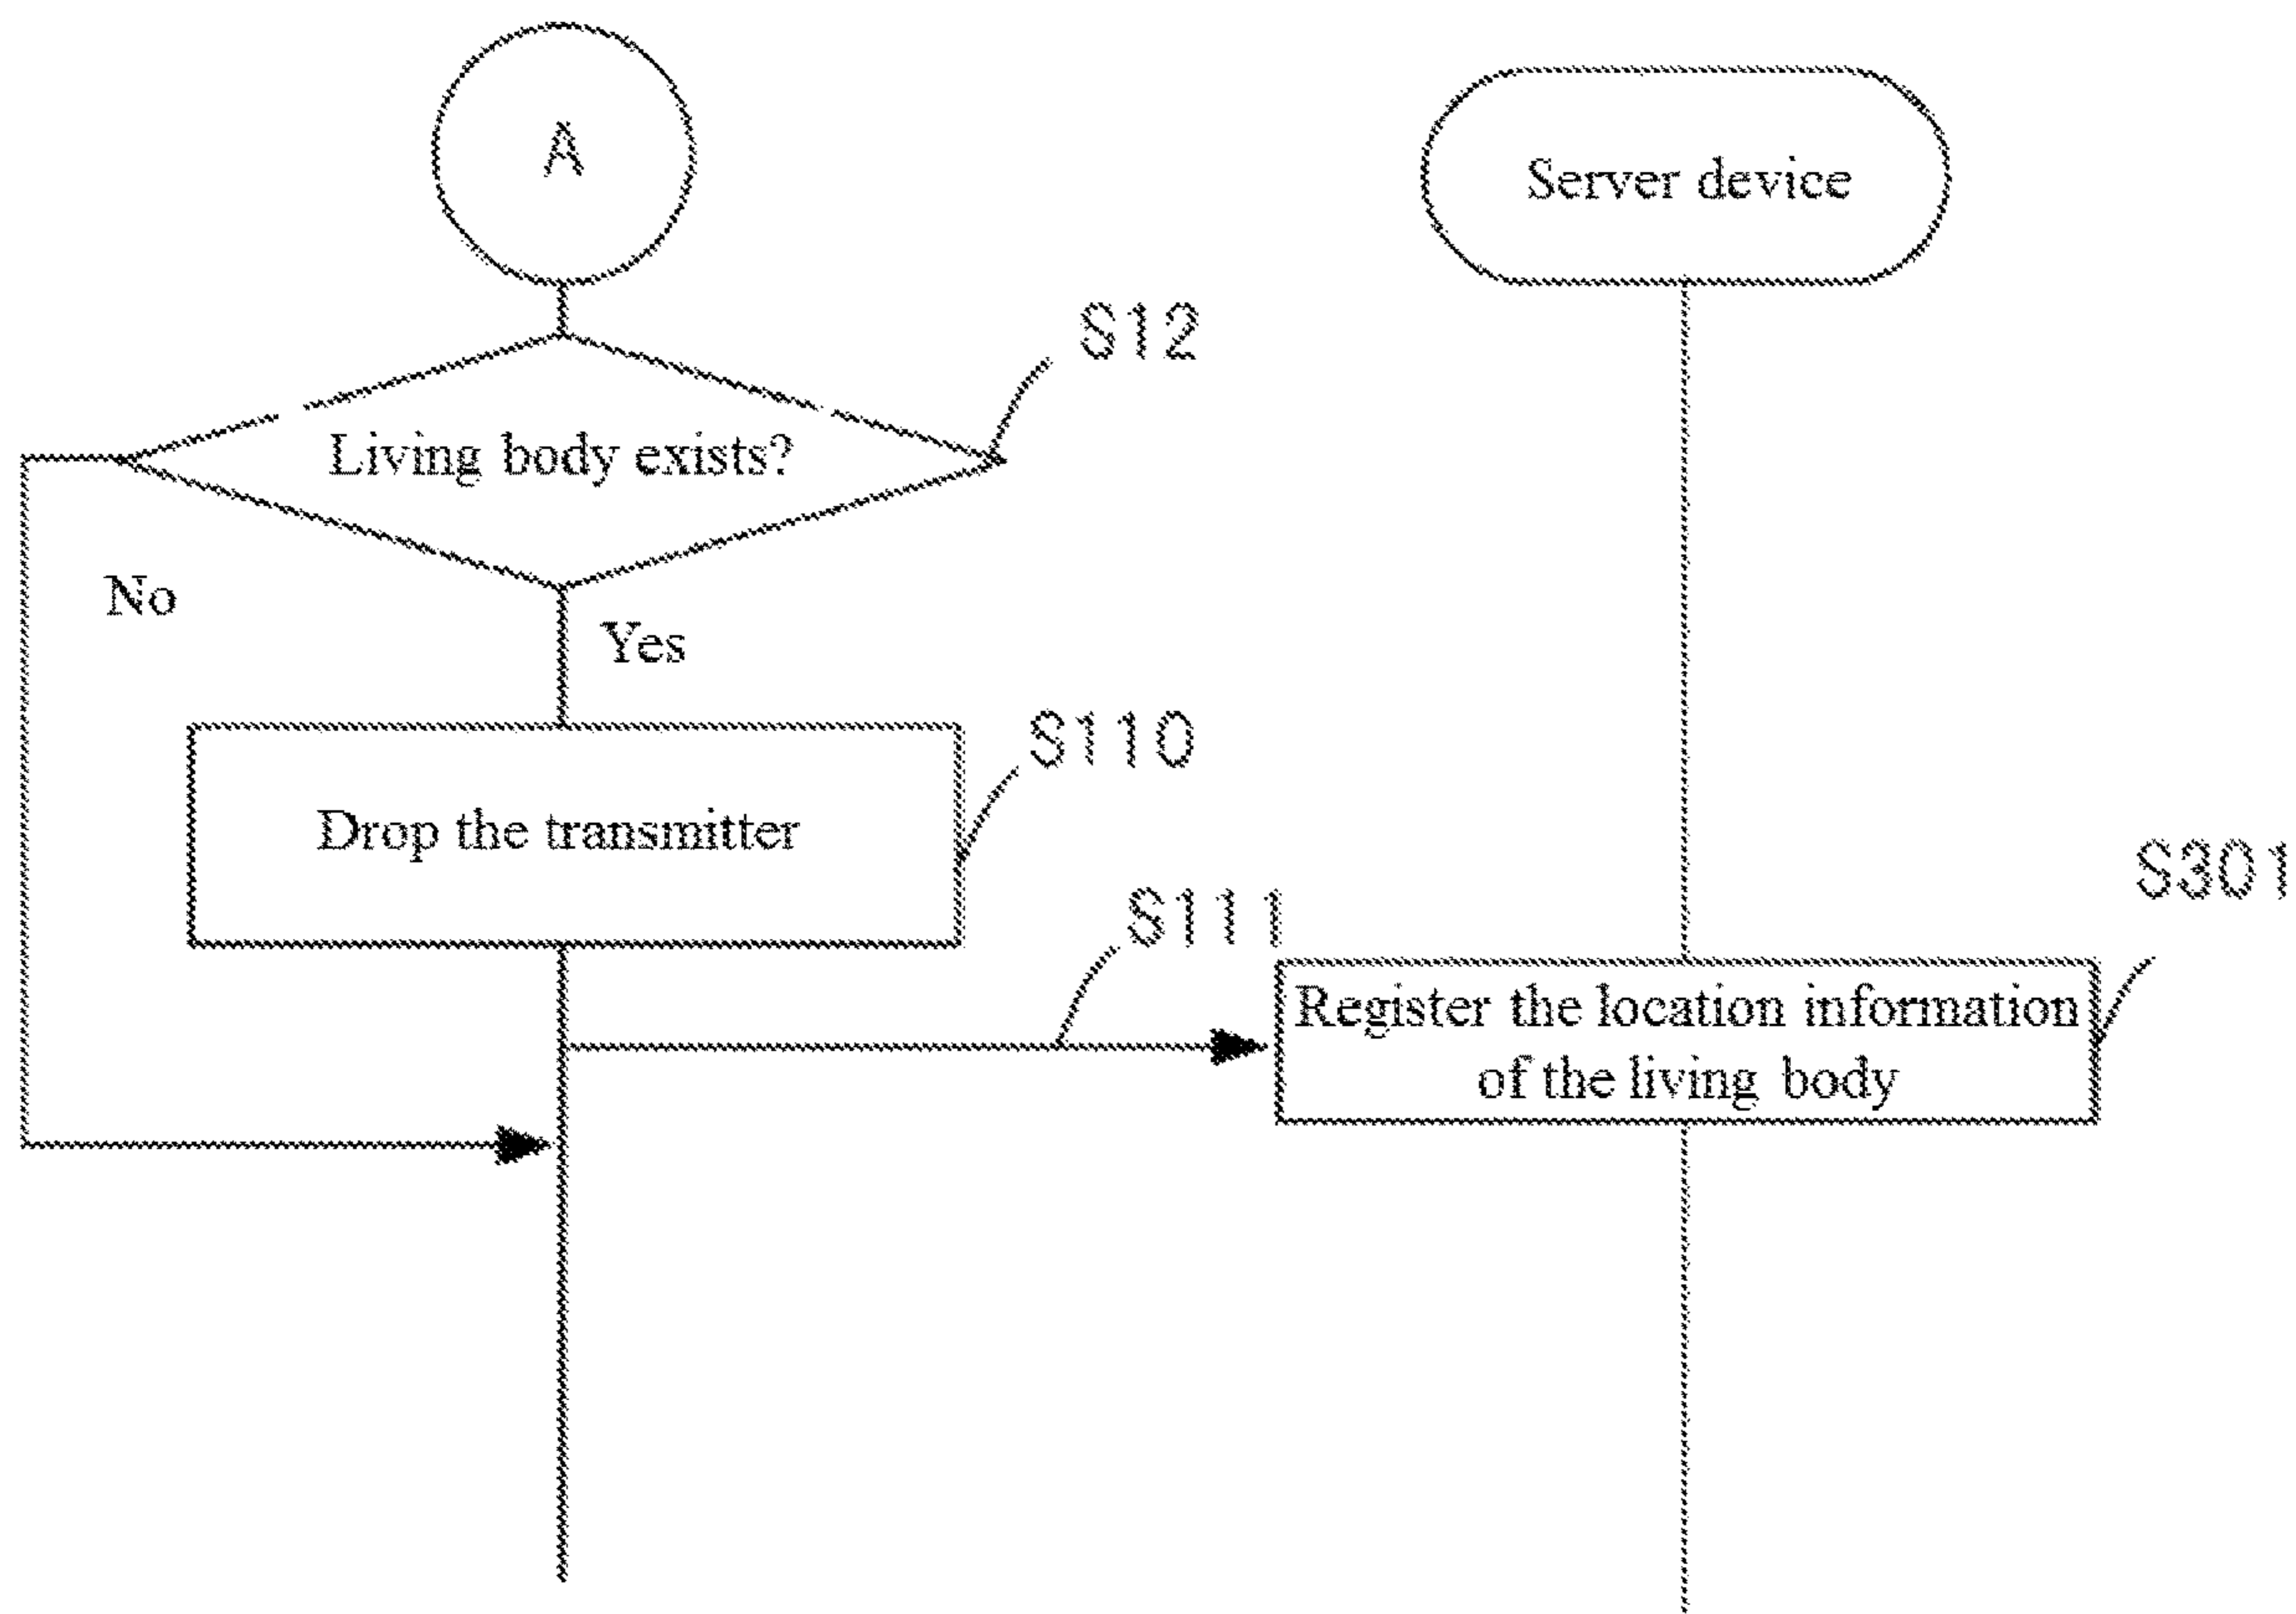 A
Server device
S12
Living body exists?
No
Yes
S110
Drop the transmitter
S301
S111
Register the location information
of the living body